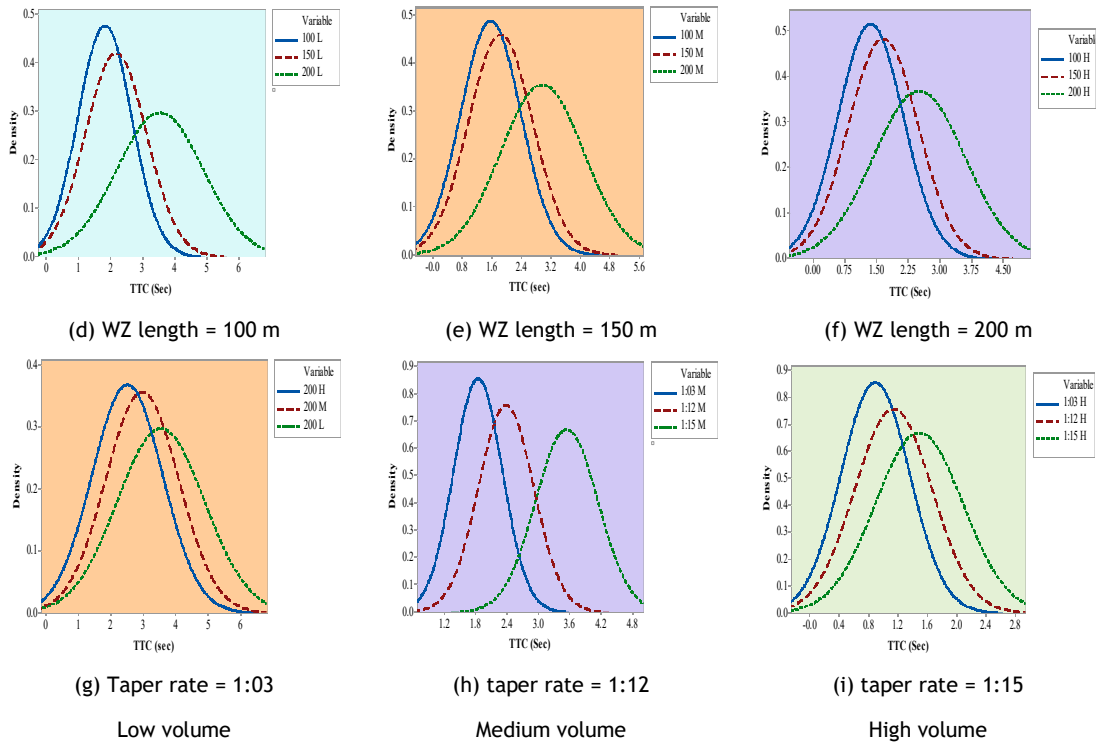 0.5
0.4
0.3
0.2
0.1
0.0
Density
0 1 2 3 4 5 6
TTC (Sec)
Variable
100 L
150 L
200 L
(d) WZ length = 100 m
0.5
0.4
0.3
0.2
0.1
0.0
Density
-0.0 0.8 1.6 2.4 3.2 4.0 4.8 5.6
TTC (sec)
Variable
100 M
150 M
200 M
(e) WZ length = 150 m
0.5
0.4
0.3
0.2
0.1
0.0
Density
0.00 0.75 1.50 2.25 3.00 3.75 4.50
TTC (Sec)
Variable
100 H
150 H
200 H
(f) WZ length = 200 m
0.4
0.3
0.2
0.1
0.0
Density
0 1 2 3 4 5 6
TTC (sec)
Variable
200 H
200 M
200 L
(g) Taper rate = 1:03
0.9
0.8
0.7
0.6
0.5
0.4
0.3
0.2
0.1
0.0
Density
1.2 1.8 2.4 3.0 3.6 4.2 4.8
TTC (Sec)
Variable
1:03 M
1:12 M
1:15 M
(h) taper rate = 1:12
0.9
0.8
0.7
0.6
0.5
0.4
0.3
0.2
0.1
0.0
Density
-0.0 0.4 0.8 1.2 1.6 2.0 2.4 2.8
TTC (Sec)
Variable
1:03 H
1:12 H
1:15 H
(i) taper rate = 1:15
Low volume
Medium volume
High volume